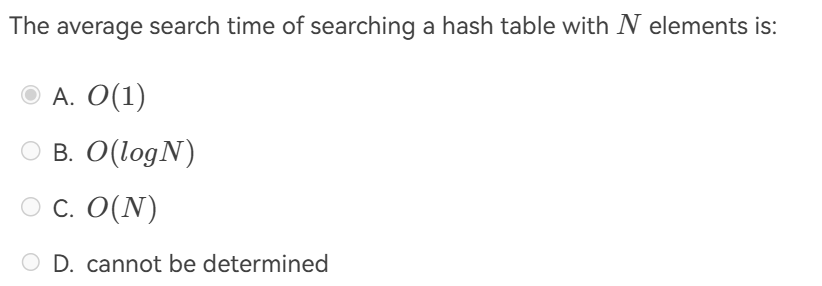 The average search time of searching a hash table with N elements is:
A. O(1)
B. O(logN)
C. O(N)
D. cannot be determined